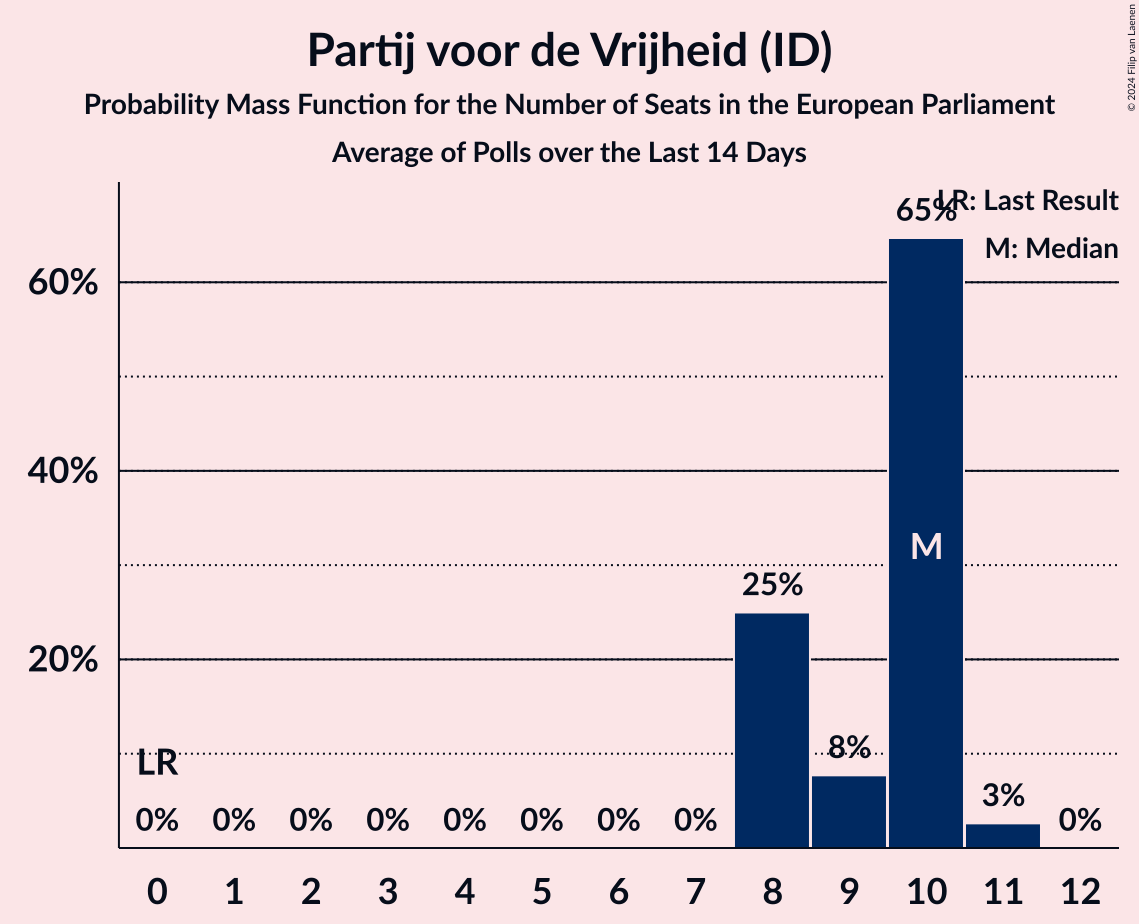 Partij voor de Vrijheid (ID)
Probability Mass Function for the Number of Seats in the European Parliament
Average of Polls over the Last 14 Days
© 2024 Filip van Laenen
LR: Last Result
M: Median
65%
60%
40%
M
25%
20%
8%
LR
3%
0% 0% 0% 0% 0% 0% 0% 0% 0%
0 1 2 3 4 5 6 7 8 9 10 11 12